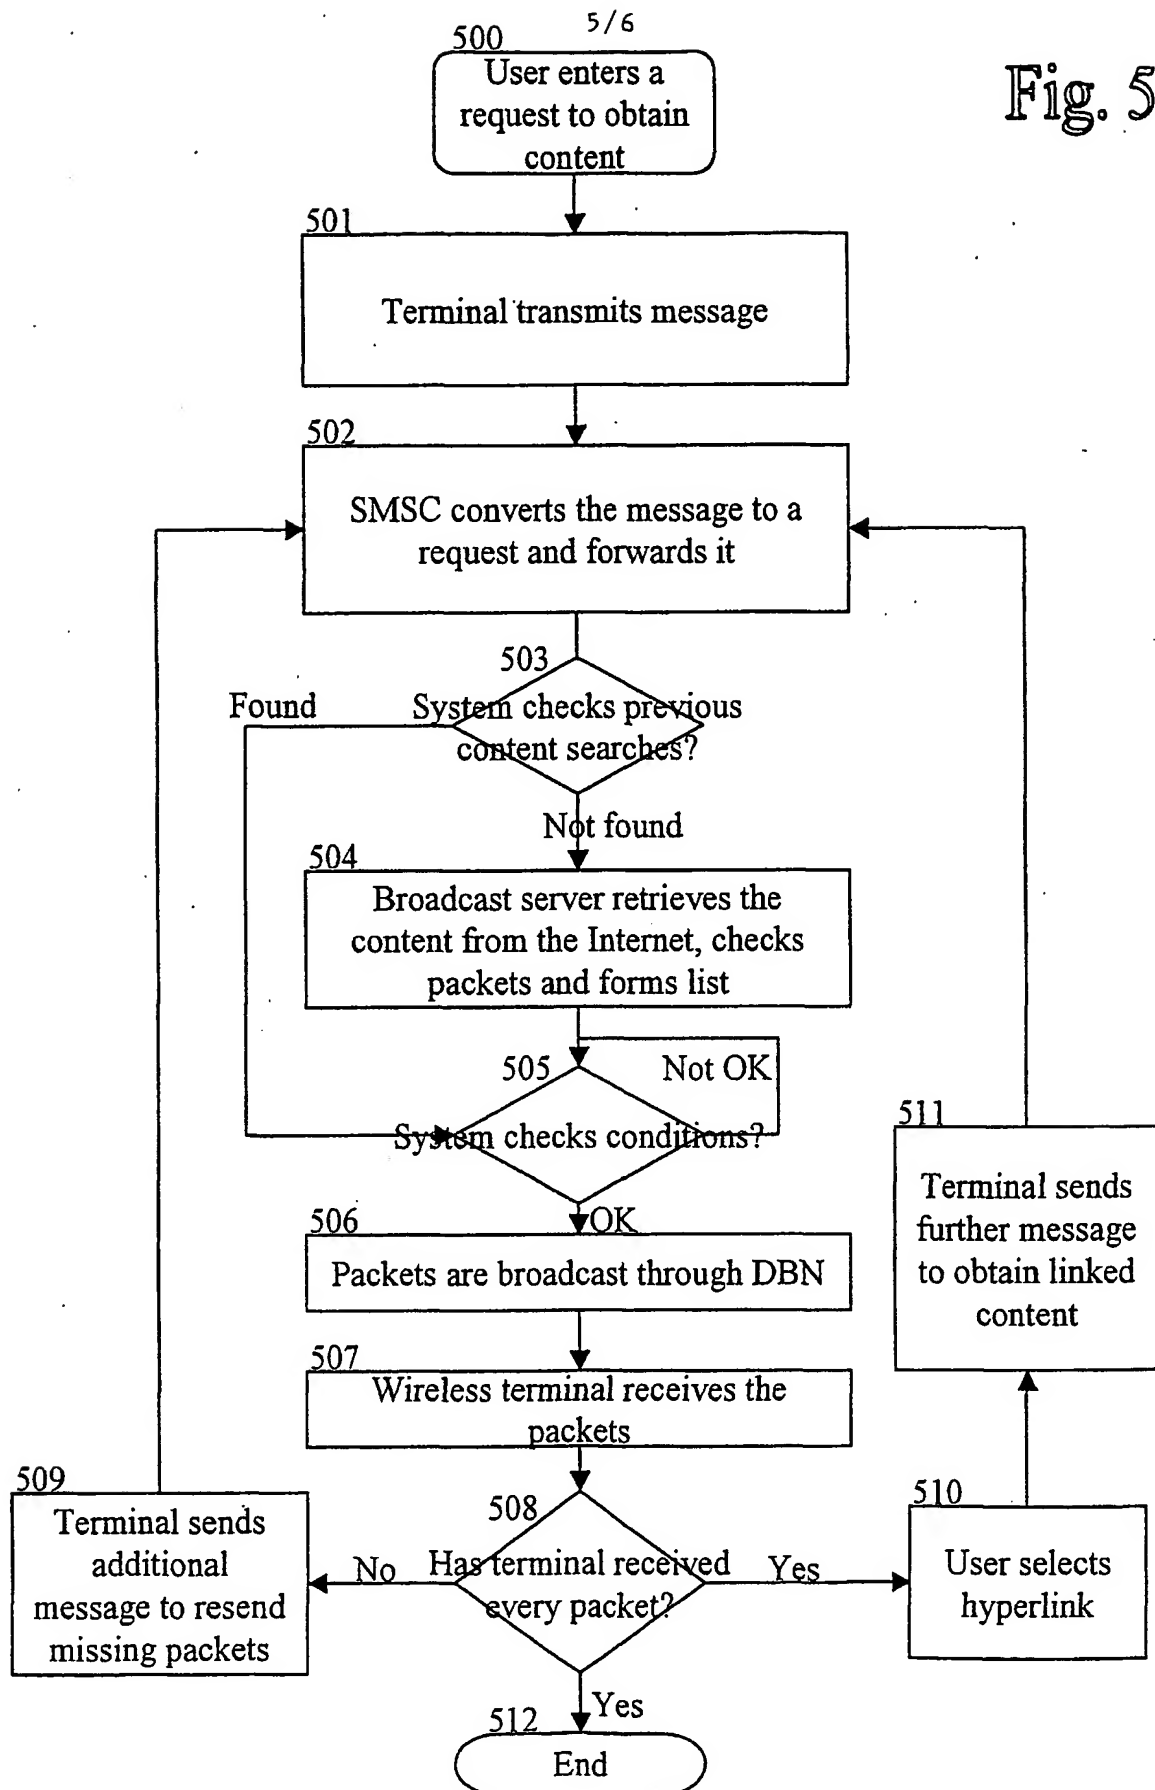 5/6
Fig. 5
500
User enters a
request to obtain
content
501
Terminal transmits message
502
SMSC converts the message to a
request and forwards it
503
System checks previous
content searches?
Found
Not found
504
Broadcast server retrieves the
content from the Internet, checks
packets and forms list
505
Not OK
System checks conditions?
OK
506
Packets are broadcast through DBN
507
Wireless terminal receives the
packets
508
Has terminal received
every packet?
No
Yes
509
Terminal sends
additional
message to resend
missing packets
510
User selects
hyperlink
511
Terminal sends
further message
to obtain linked
content
Yes
512
End